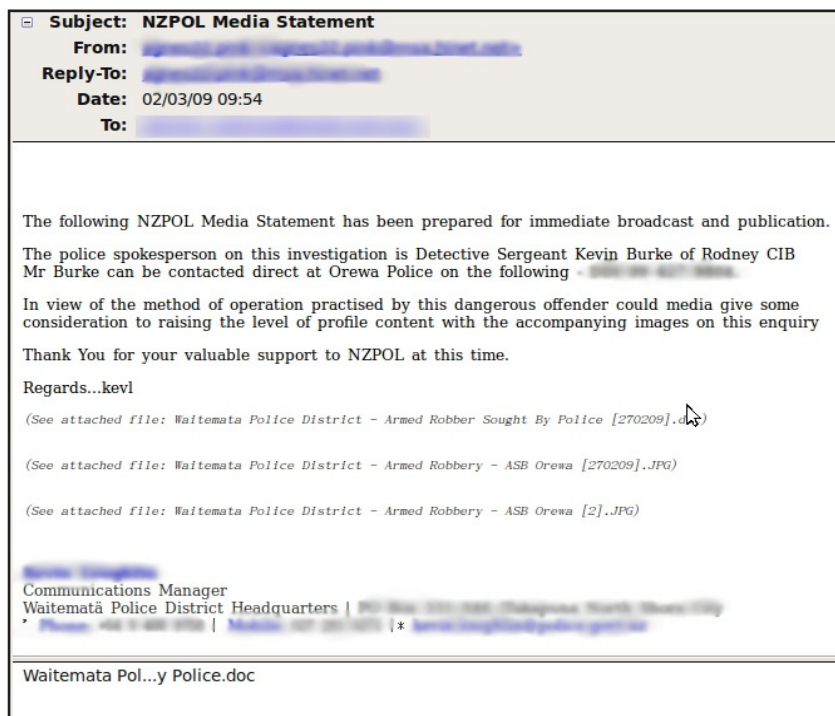 Subject: NZPOL Media Statement
From:
Reply-To:
Date: 02/03/09 09:54
To:
The following NZPOL Media Statement has been prepared for immediate broadcast and publication.
The police spokesperson on this investigation is Detective Sergeant Kevin Burke of Rodney CIB
Mr Burke can be contacted direct at Orewa Police on the following -
In view of the method of operation practised by this dangerous offender could media give some
consideration to raising the level of profile content with the accompanying images on this enquiry
Thank You for your valuable support to NZPOL at this time.
Regards...kevl
(See attached file: Waitemata Police District - Armed Robber Sought By Police [270209].d )
(See attached file: Waitemata Police District - Armed Robbery - ASB Orewa [270209].JPG)
(See attached file: Waitemata Police District - Armed Robbery - ASB Orewa [2].JPG)
Communications Manager
Waitematä Police District Headquarters |
| |*
Waitemata Pol...y Police.doc